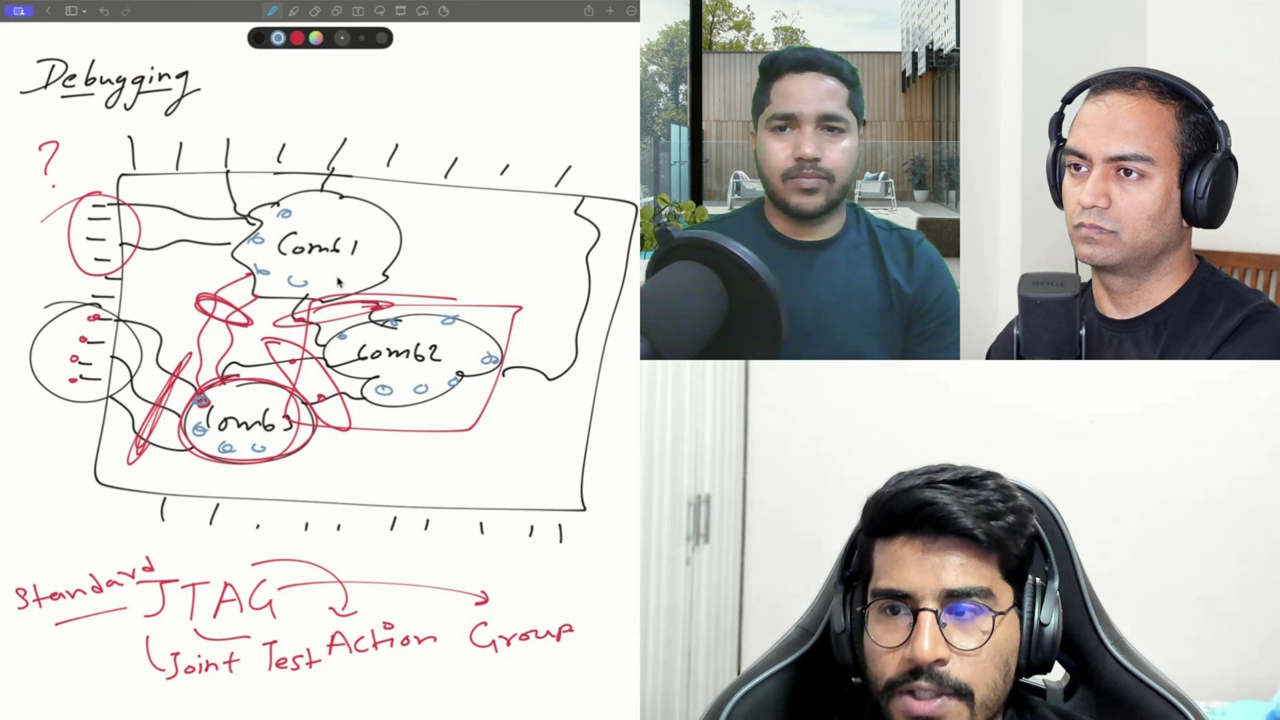 Debugging
?
Comb1
Comb2
Comb3
Standard JTAG
Joint Test Action Group